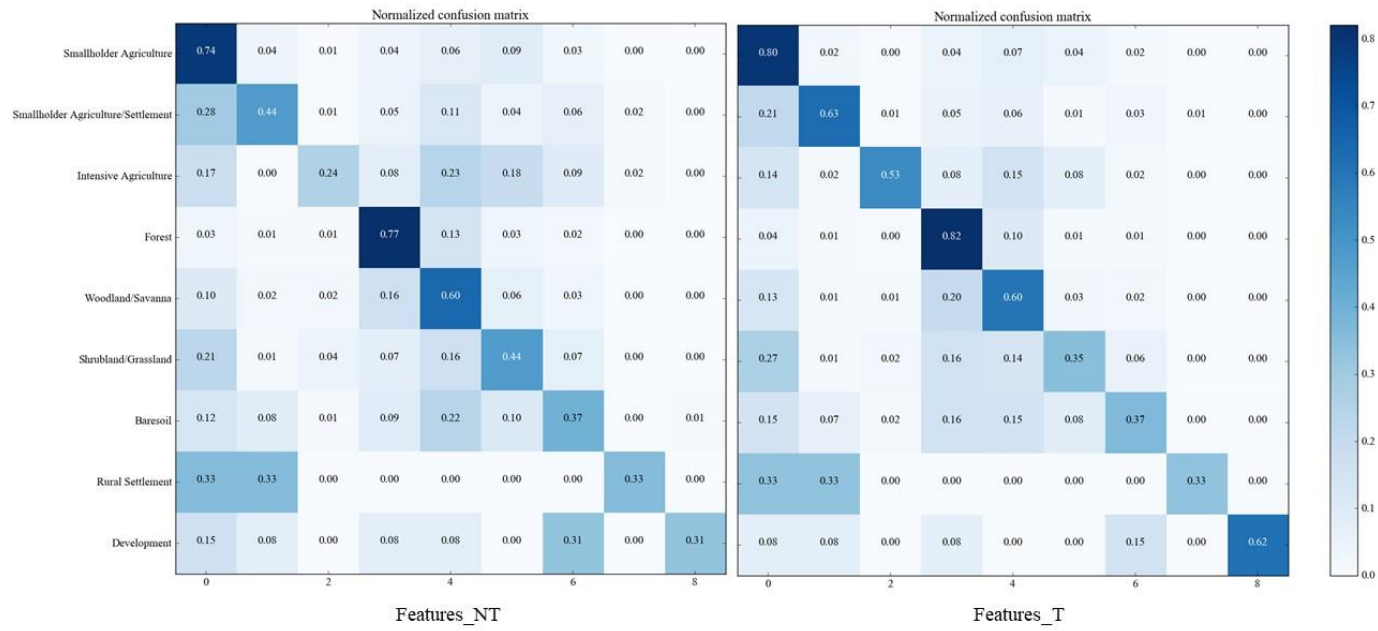 Normalized confusion matrix
Smallholder Agriculture 0.74 0.04 0.01 0.04 0.06 0.09 0.03 0.00 0.00
Smallholder Agriculture/Settlement 0.28 0.44 0.01 0.05 0.11 0.04 0.06 0.02 0.00
Intensive Agriculture 0.17 0.00 0.24 0.08 0.23 0.18 0.09 0.02 0.00
Forest 0.03 0.01 0.01 0.77 0.13 0.03 0.02 0.00 0.00
Woodland/Savanna 0.10 0.02 0.02 0.16 0.60 0.06 0.03 0.00 0.00
Shrubland/Grassland 0.21 0.01 0.04 0.07 0.16 0.44 0.07 0.00 0.00
Baresoil 0.12 0.08 0.01 0.09 0.22 0.10 0.37 0.00 0.01
Rural Settlement 0.33 0.33 0.00 0.00 0.00 0.00 0.00 0.33 0.00
Development 0.15 0.08 0.00 0.08 0.08 0.00 0.31 0.00 0.31
0 2 4 6 8
Features_NT
Normalized confusion matrix
0.80 0.02 0.00 0.04 0.07 0.04 0.02 0.00 0.00
0.21 0.63 0.01 0.05 0.06 0.01 0.03 0.01 0.00
0.14 0.02 0.53 0.08 0.15 0.08 0.02 0.00 0.00
0.04 0.01 0.00 0.82 0.10 0.01 0.01 0.00 0.00
0.13 0.01 0.01 0.20 0.60 0.03 0.02 0.00 0.00
0.27 0.01 0.02 0.16 0.14 0.35 0.06 0.00 0.00
0.15 0.07 0.02 0.16 0.15 0.08 0.37 0.00 0.00
0.33 0.33 0.00 0.00 0.00 0.00 0.00 0.33 0.00
0.08 0.08 0.00 0.08 0.00 0.00 0.15 0.00 0.62
0 2 4 6 8
Features_T
0.8
0.7
0.6
0.5
0.4
0.3
0.2
0.1
0.0